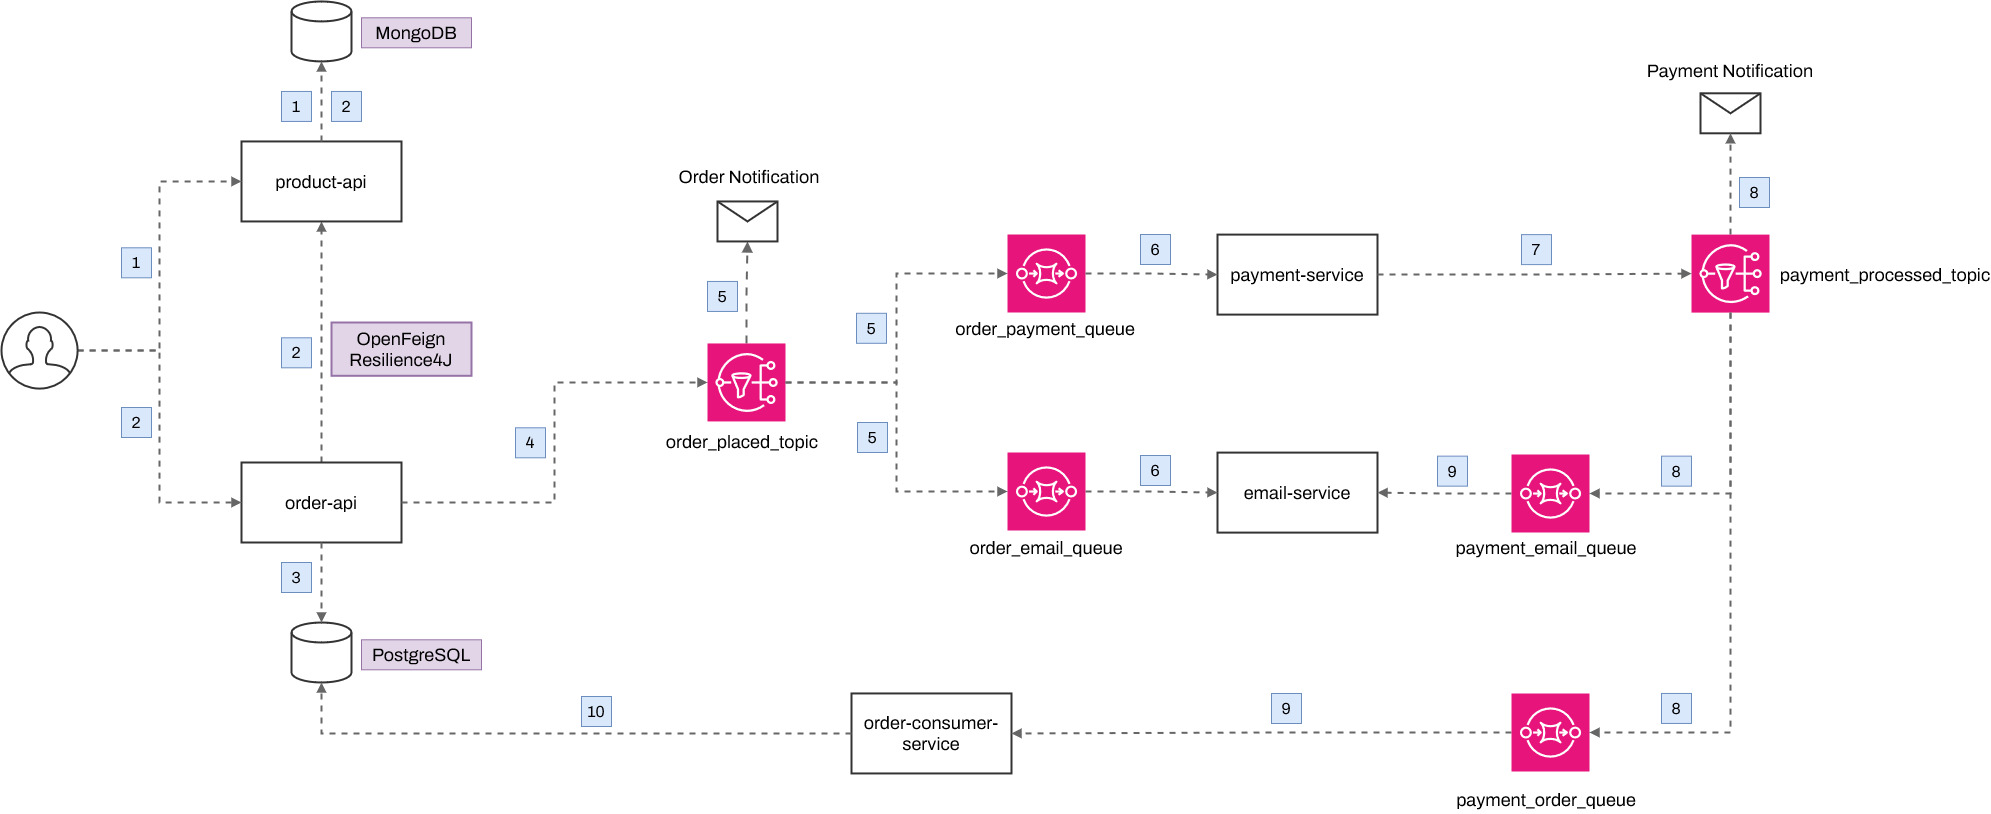 MongoDB
1
2
product-api
1
2
2
OpenFeign
Resilience4J
order-api
3
PostgreSQL
4
Order Notification
5
order_placed_topic
5
5
order_payment_queue
6
payment-service
7
Payment Notification
8
payment_processed_topic
order_email_queue
6
email-service
9
payment_email_queue
8
8
payment_order_queue
9
order-consumer-
service
10